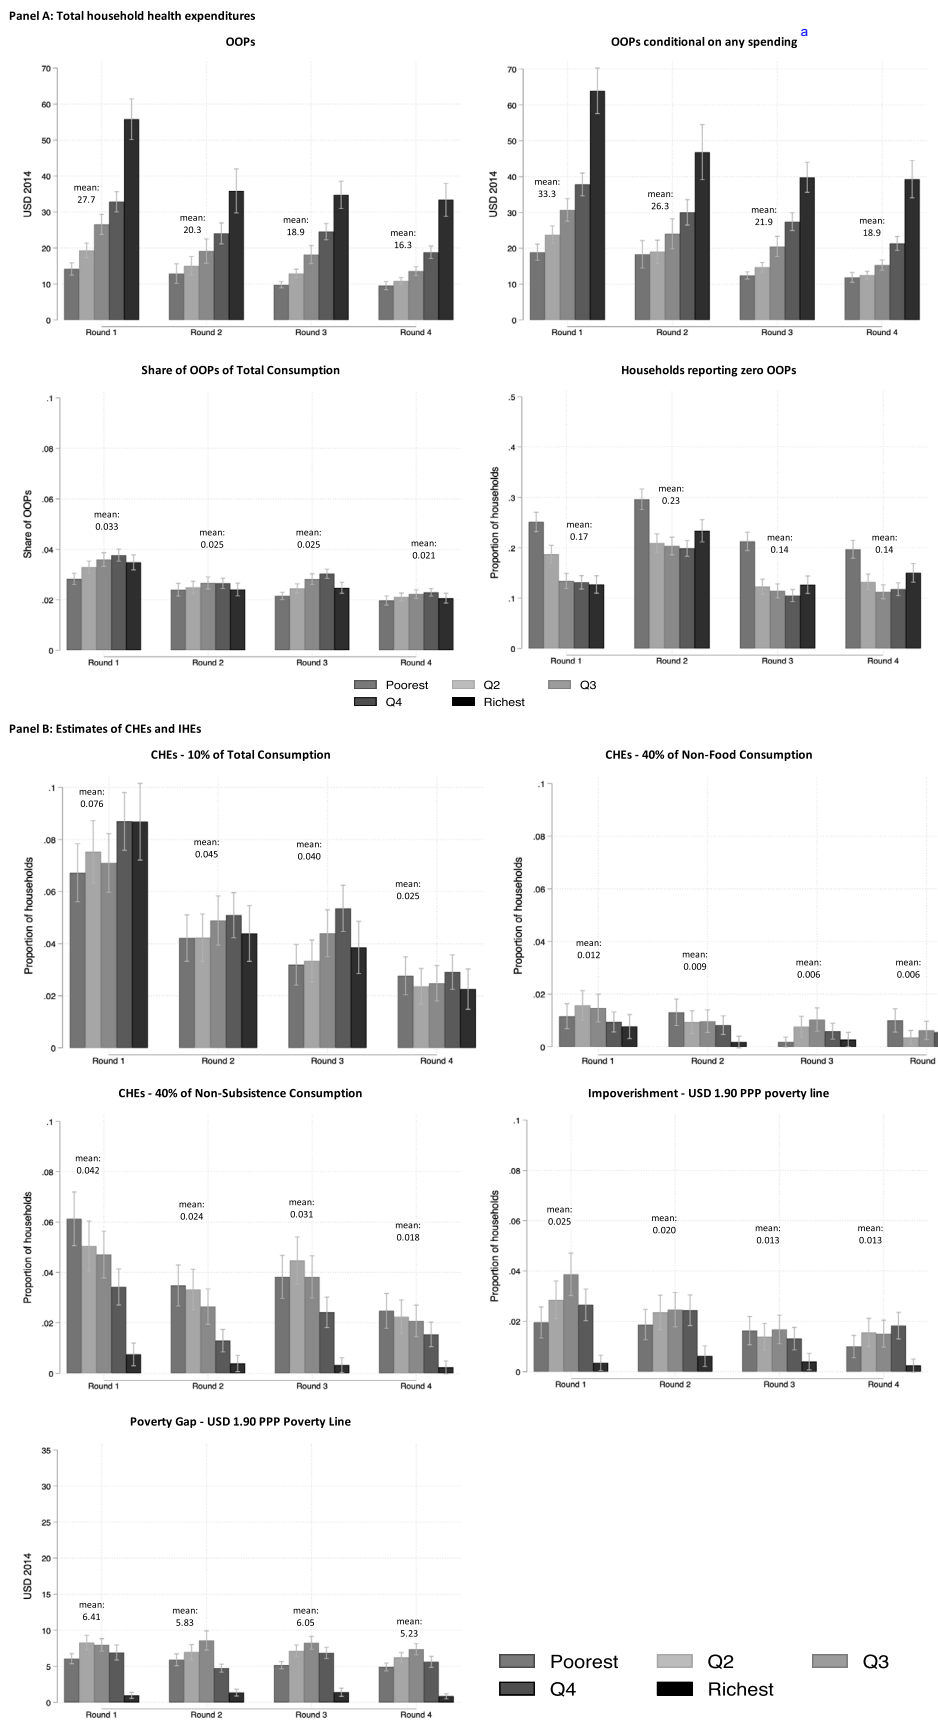 Panel A: Total household health expenditures
OOPs
USD 2014
70
60
50
40
30
20
10
0
mean:
27.7
mean:
20.3
mean:
18.9
mean:
16.3
Round 1
Round 2
Round 3
Round 4
OOPs conditional on any spending a
USD 2014
70
60
50
40
30
20
10
0
mean:
33.3
mean:
26.3
mean:
21.9
mean:
18.9
Round 1
Round 2
Round 3
Round 4
Share of OOPs of Total Consumption
Share of OOPs
.1
.08
.06
.04
.02
0
mean:
0.033
mean:
0.025
mean:
0.025
mean:
0.021
Round 1
Round 2
Round 3
Round 4
Households reporting zero OOPs
Proportion of households
.5
.4
.3
.2
.1
0
mean:
0.17
mean:
0.23
mean:
0.14
mean:
0.14
Round 1
Round 2
Round 3
Round 4
Poorest
Q2
Q3
Q4
Richest
Panel B: Estimates of CHEs and IHEs
CHEs - 10% of Total Consumption
Proportion of households
.1
.08
.06
.04
.02
0
mean:
0.076
mean:
0.045
mean:
0.040
mean:
0.025
Round 1
Round 2
Round 3
Round 4
CHEs - 40% of Non-Food Consumption
Proportion of households
.1
.08
.06
.04
.02
0
mean:
0.012
mean:
0.009
mean:
0.006
mean:
0.006
Round 1
Round 2
Round 3
Round
CHEs - 40% of Non-Subsistence Consumption
Proportion of households
.1
.08
.06
.04
.02
0
mean:
0.042
mean:
0.024
mean:
0.031
mean:
0.018
Round 1
Round 2
Round 3
Round 4
Impoverishment - USD 1.90 PPP poverty line
Proportion of households
.1
.08
.06
.04
.02
0
mean:
0.025
mean:
0.020
mean:
0.013
mean:
0.013
Round 1
Round 2
Round 3
Round 4
Poverty Gap - USD 1.90 PPP Poverty Line
USD 2014
35
30
25
20
15
10
5
0
mean:
6.41
mean:
5.83
mean:
6.05
mean:
5.23
Round 1
Round 2
Round 3
Round 4
Poorest
Q2
Q3
Q4
Richest